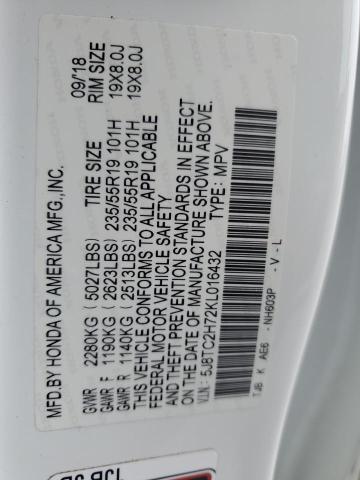 MFD.BY HONDA OF AMERICA MFG.,INC. 09/18
GVWR 2280KG ( 5027LBS) TIRE SIZE RIM SIZE
GAWR F 1190KG ( 2623LBS) 235/55R19 101H 19X8.0J
GAWR R 1140KG ( 2513LBS) 235/55R19 101H 19X8.0J
THIS VEHICLE CONFORMS TO ALL APPLICABLE
FEDERAL MOTOR VEHICLE SAFETY
AND THEFT PREVENTION STANDARDS IN EFFECT
ON THE DATE OF MANUFACTURE SHOWN ABOVE.
V.I.N.: 5J8TC2H72KL016432 TYPE: MPV
TJB K AE6 - NH603P - V - L